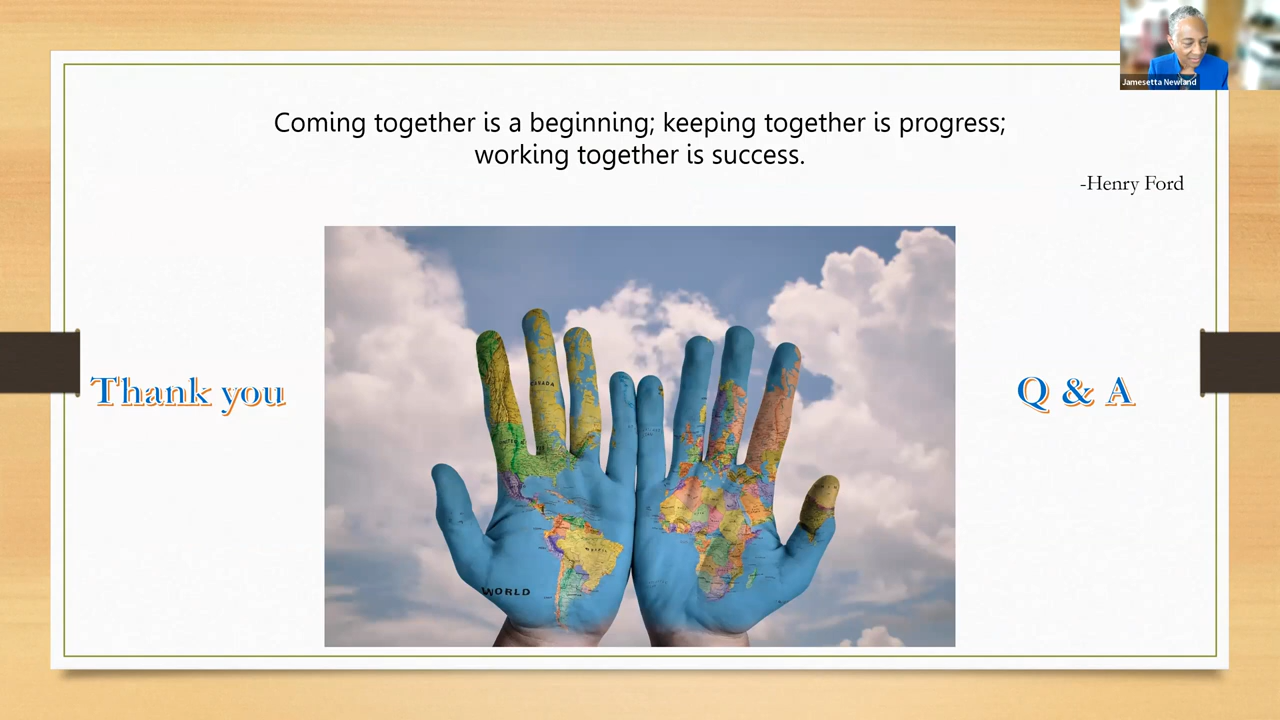 Jamesetta Newland
Coming together is a beginning; keeping together is progress;
working together is success.
-Henry Ford
Thank you
Q & A
CANADA
WORLD